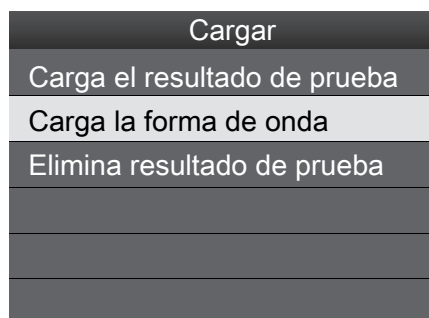 Cargar
Carga el resultado de prueba
Carga la forma de onda
Elimina resultado de prueba